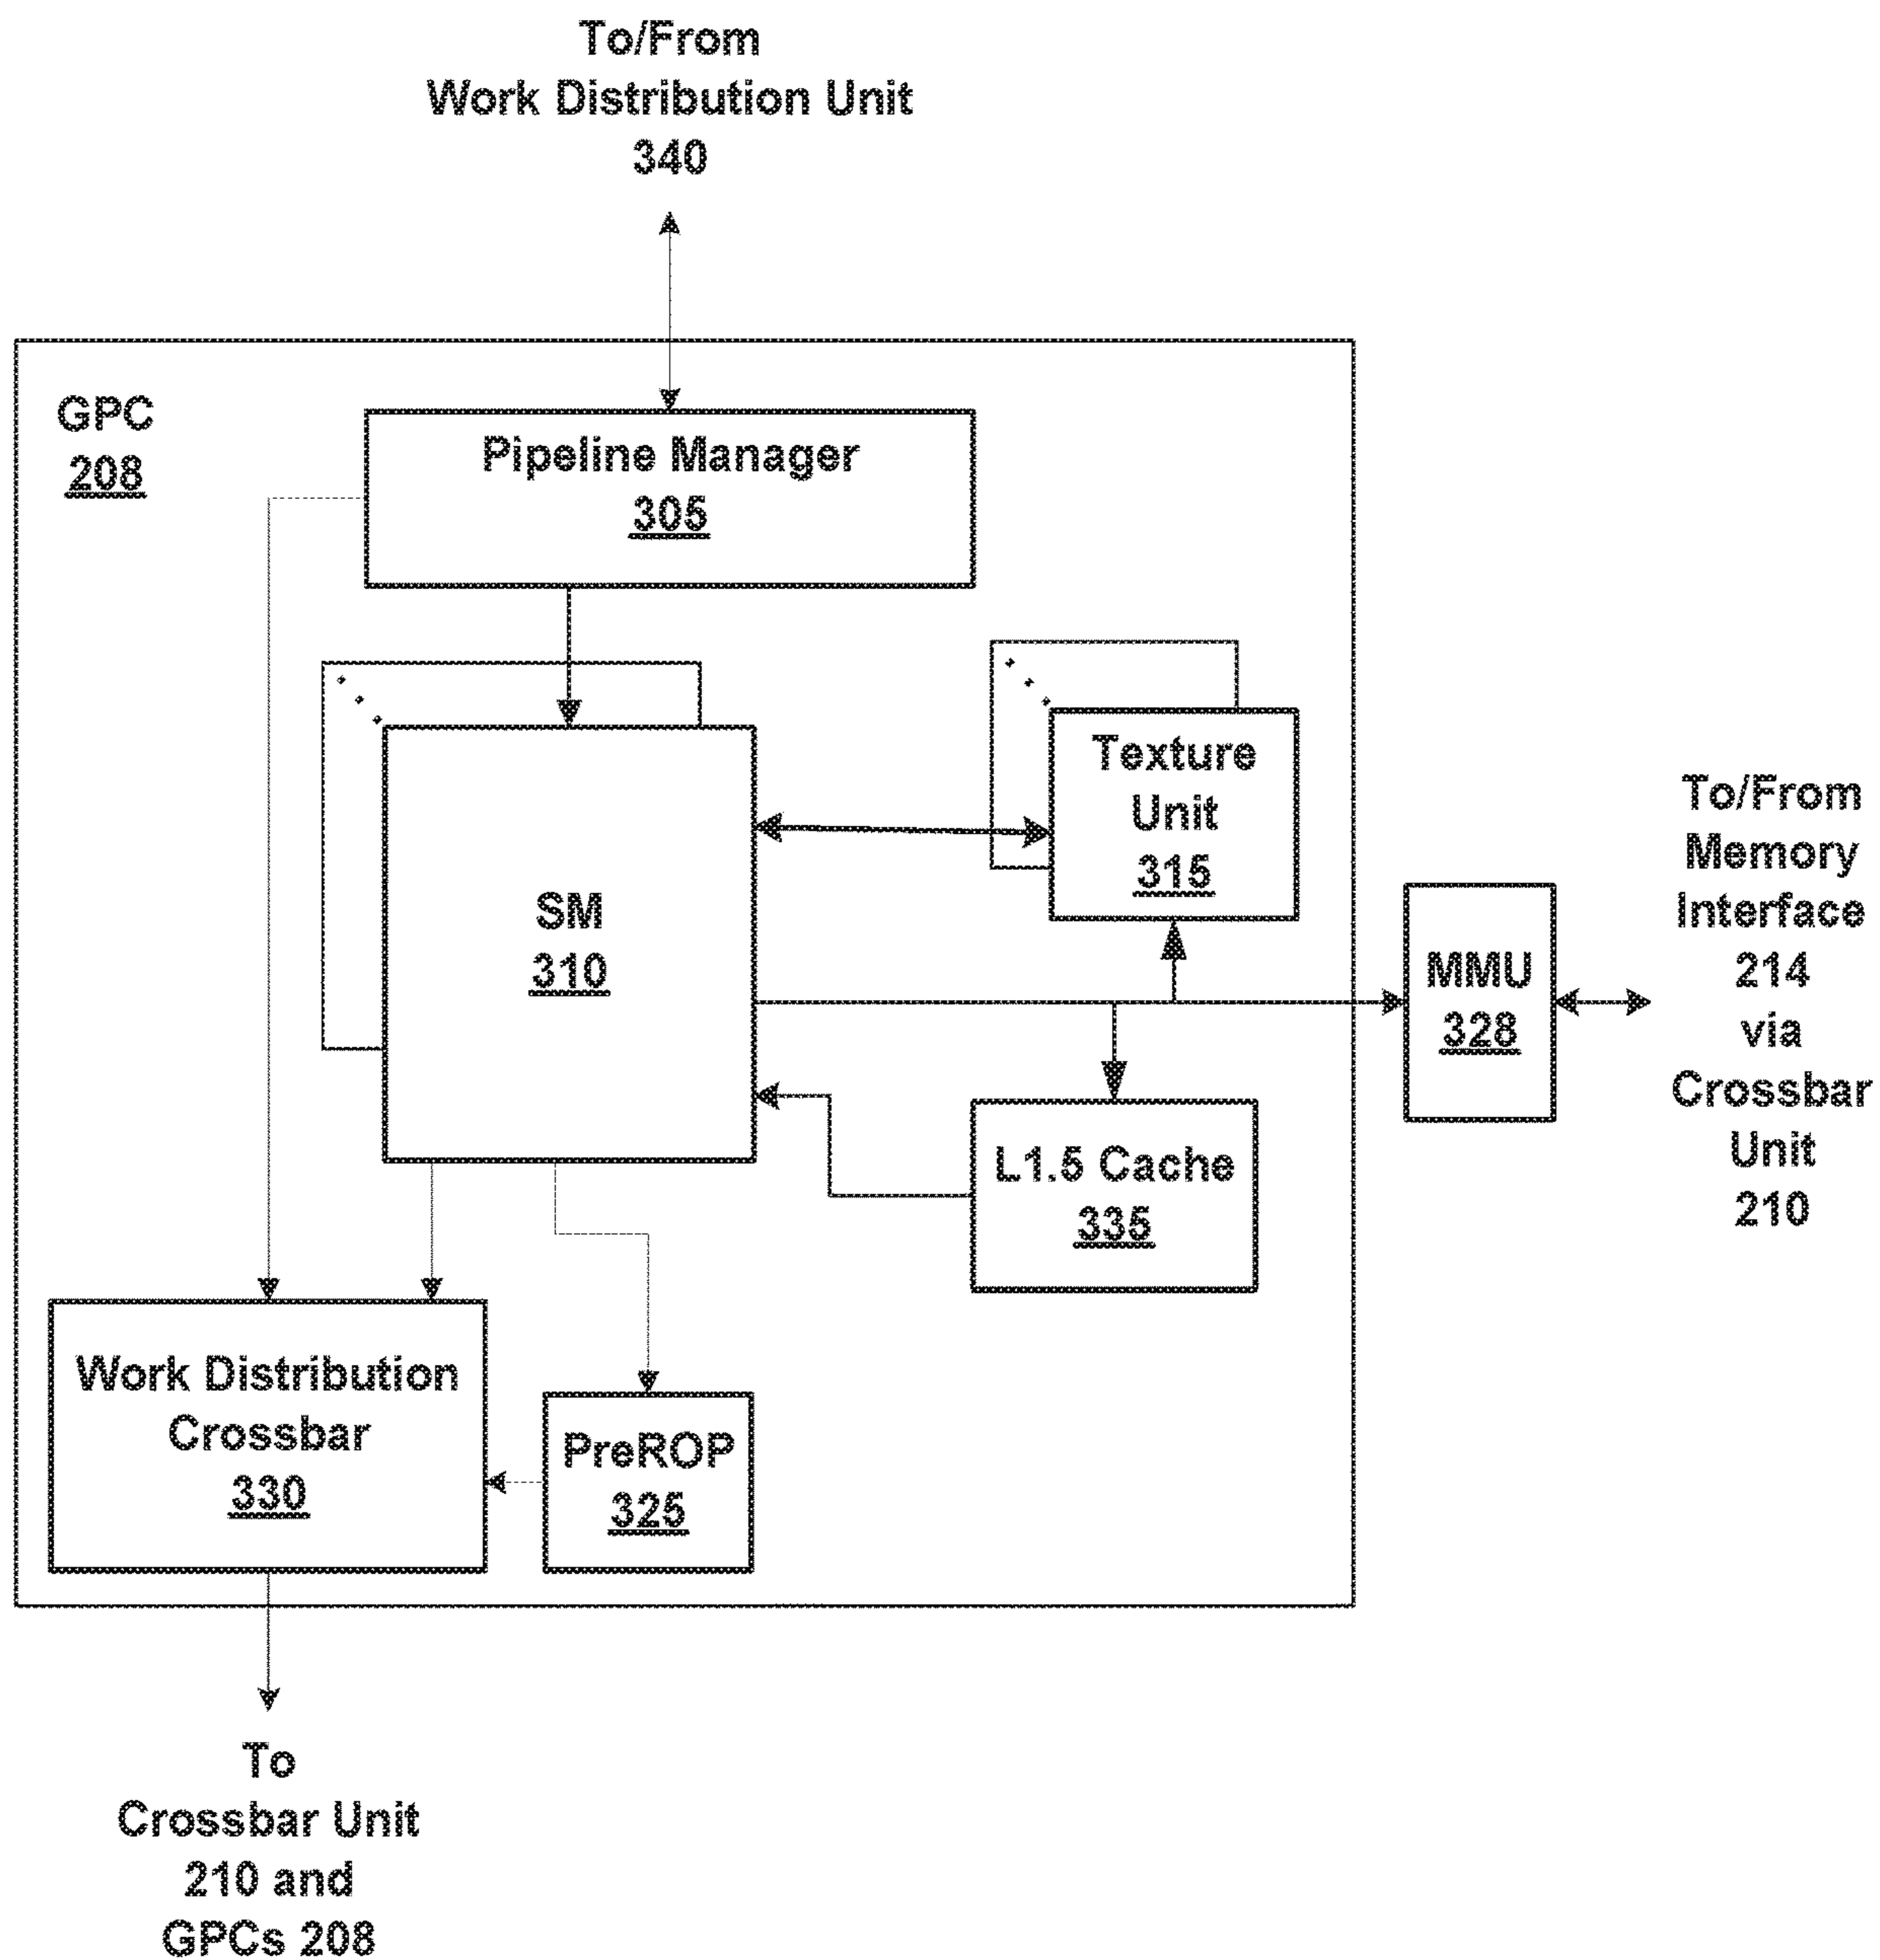 To/From
Work Distribution Unit
340
GPC
208
Pipeline Manager
305
Texture
Unit
315
SM
310
To/From
Memory
Interface
214
via
Crossbar
Unit
210
MMU
328
L1.5 Cache
335
Work Distribution
Crossbar
330
PreROP
325
To
Crossbar Unit
210 and
GPCs 208